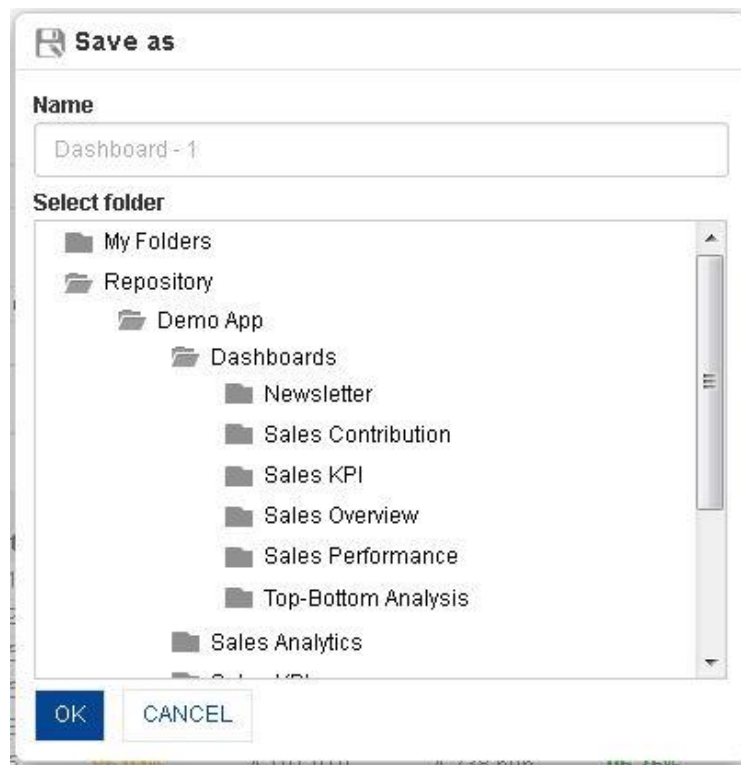 Save as
Name
Dashboard - 1
Select folder
My Folders
Repository
Demo App
Dashboards
Newsletter
Sales Contribution
Sales KPI
Sales Overview
Sales Performance
Top-Bottom Analysis
Sales Analytics
OK CANCEL